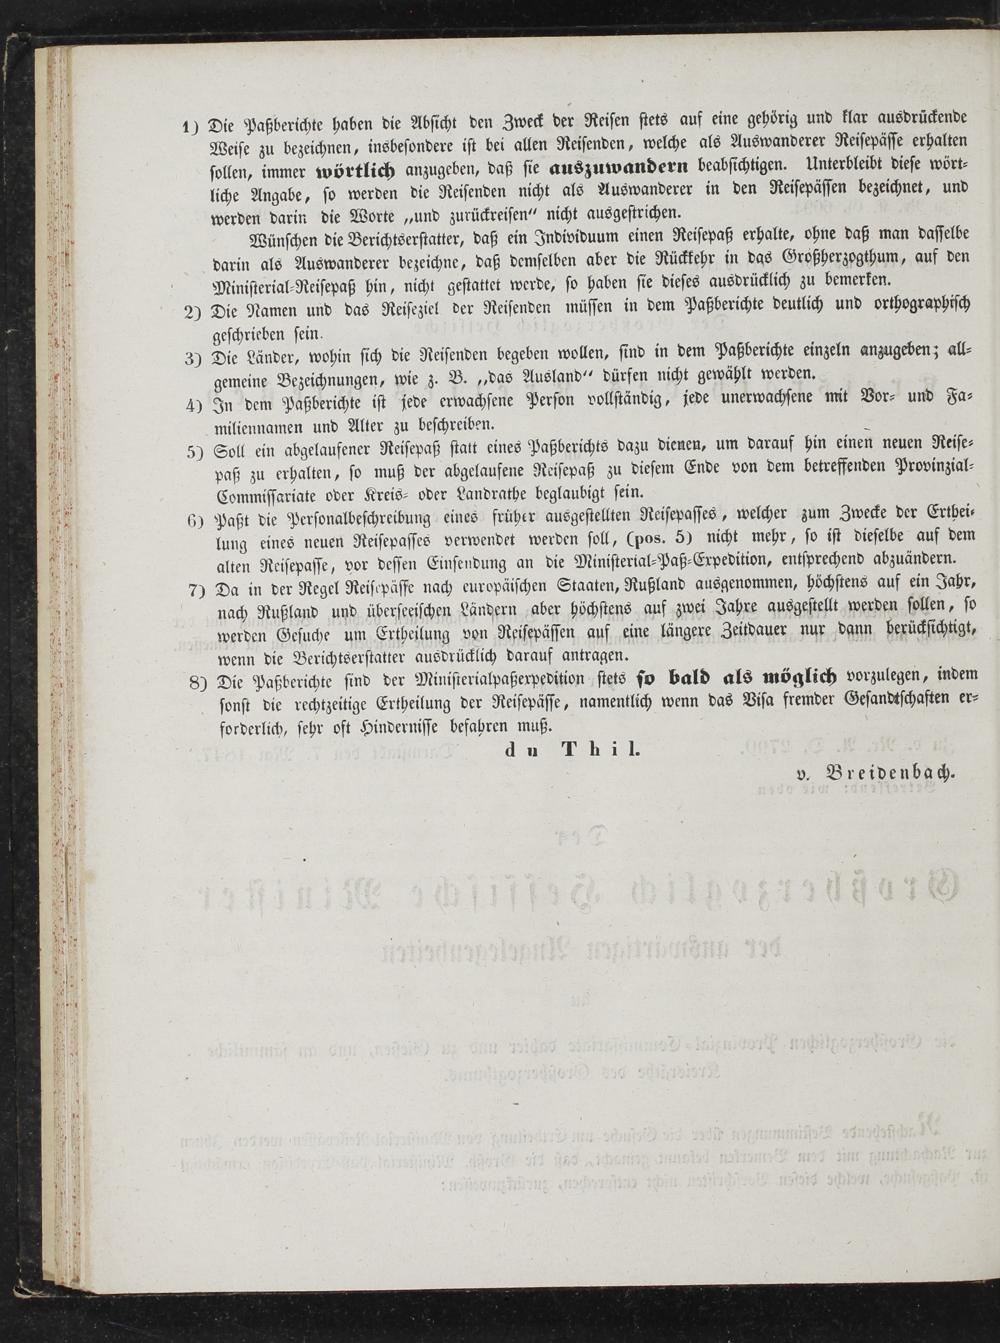 1) Die Paßberichte haben die Absicht den Zweck der Reisen stets auf eine gehörig und klar ausdrückende
Weise zu bezeichnen, insbesondere ist bei allen Reisenden, welche als Auswanderer Reisepässe erhalten
sollen, immer wörtlich anzugeben, daß sie auszuwandern beabsichtigen. Unterbleibt diese wört-
liche Angabe, so werden die Reisenden nicht als Auswanderer in den Reisepässen bezeichnet, und
werden darin die Worte „und zurückreisen“ nicht ausgestrichen.
Wünschen die Berichtserstatter, daß ein Individuum einen Reisepaß erhalte, ohne daß man dasselbe
darin als Auswanderer bezeichne, daß demselben aber die Rückkehr in das Großherzogthum, auf den
Ministerial-Reisepaß hin, nicht gestattet werde, so haben sie dieses ausdrücklich zu bemerken.
2) Die Namen und das Reiseziel der Reisenden müssen in dem Paßberichte deutlich und orthographisch
geschrieben sein.
3) Die Länder, wohin sich die Reisenden begeben wollen, sind in dem Paßberichte einzeln anzugeben; all-
gemeine Bezeichnungen, wie z. B. „das Ausland“ dürfen nicht gewählt werden.
4) In dem Paßberichte ist jede erwachsene Person vollständig, jede unerwachsene mit Vor- und Fa-
miliennamen und Alter zu beschreiben.
5) Soll ein abgelaufener Reisepaß statt eines Paßberichts dazu dienen, um darauf hin einen neuen Reise-
paß zu erhalten, so muß der abgelaufene Reisepaß zu diesem Ende von dem betreffenden Provinzial-
Commissariate oder Kreis- oder Landrathe beglaubigt sein.
6) Paßt die Personalbeschreibung eines früher ausgestellten Reisepasses, welcher zum Zwecke der Erthei-
lung eines neuen Reisepasses verwendet werden soll, (pos. 5) nicht mehr, so ist dieselbe auf dem
alten Reisepasse, vor dessen Einsendung an die Ministerial-Paß-Expedition, entsprechend abzuändern.
7) Da in der Regel Reisepässe nach europäischen Staaten, Rußland ausgenommen, höchstens auf ein Jahr,
nach Rußland und überseeischen Ländern aber höchstens auf zwei Jahre ausgestellt werden sollen, so
werden Gesuche um Ertheilung von Reisepässen auf eine längere Zeitdauer nur dann berücksichtigt,
wenn die Berichtserstatter ausdrücklich darauf antragen.
8) Die Paßberichte sind der Ministerialpaßexpedition stets so bald als möglich vorzulegen, indem
sonst die rechtzeitige Ertheilung der Reisepässe, namentlich wenn das Visa fremder Gesandtschaften er-
forderlich, sehr oft Hindernisse befahren muß.
du Thil.
v. Breidenbach.